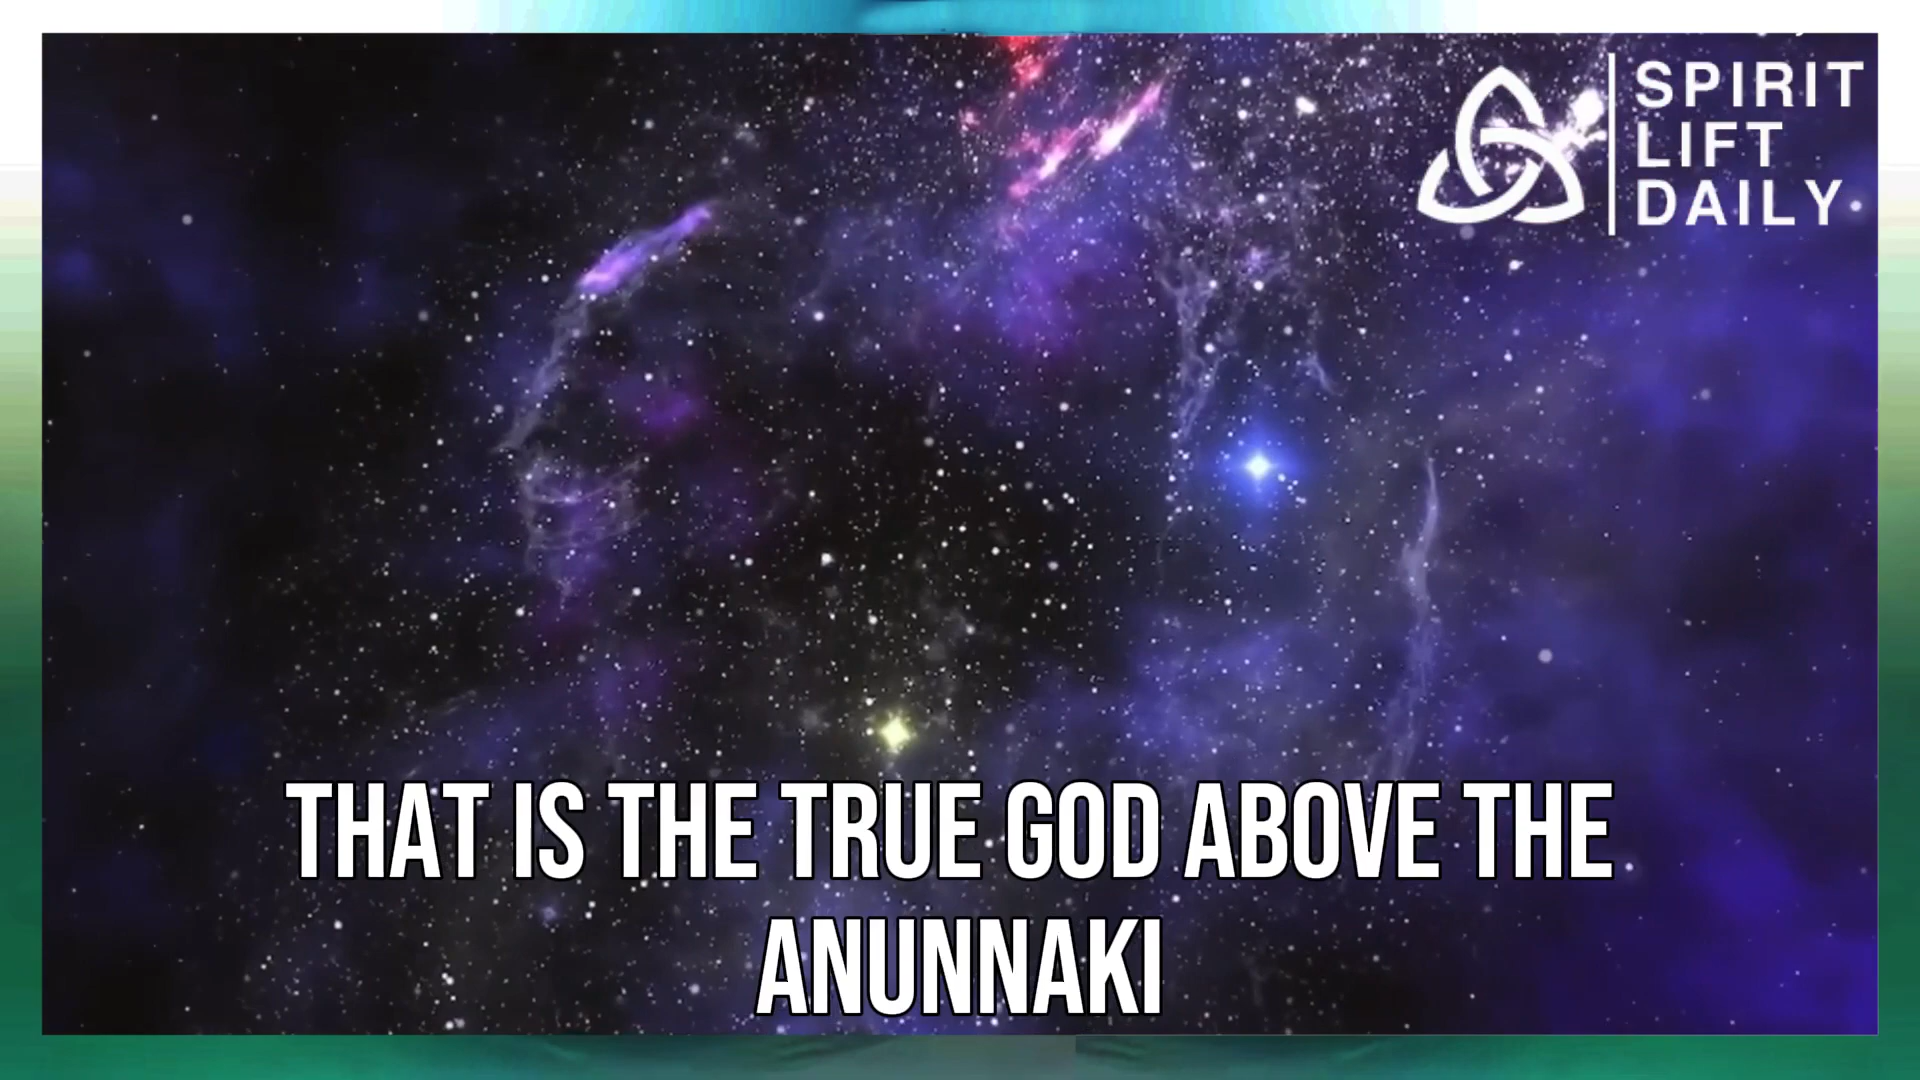 SPIRIT
LIFT
DAILY
THAT IS THE TRUE GOD ABOVE THE
ANUNNAKI